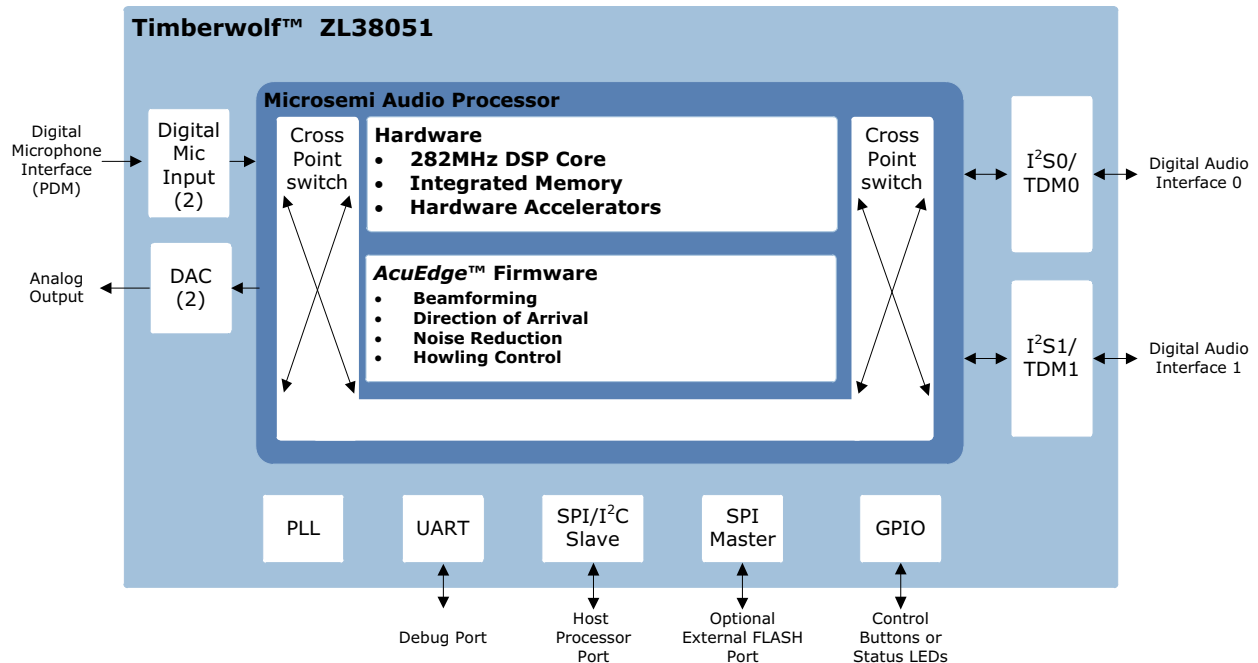 Timberwolf™ ZL38051
Microsemi Audio Processor
Digital
Microphone
Interface
(PDM)
Digital
Mic
Input
(2)
Cross
Point
switch
Hardware
• 282MHz DSP Core
• Integrated Memory
• Hardware Accelerators
Cross
Point
switch
I²S0/
TDM0
Digital Audio
Interface 0
Analog
Output
DAC
(2)
AcuEdge™ Firmware
• Beamforming
• Direction of Arrival
• Noise Reduction
• Howling Control
I²S1/
TDM1
Digital Audio
Interface 1
PLL
UART
SPI/I²C
Slave
SPI
Master
GPIO
Debug Port
Host
Processor
Port
Optional
External FLASH
Port
Control
Buttons or
Status LEDs